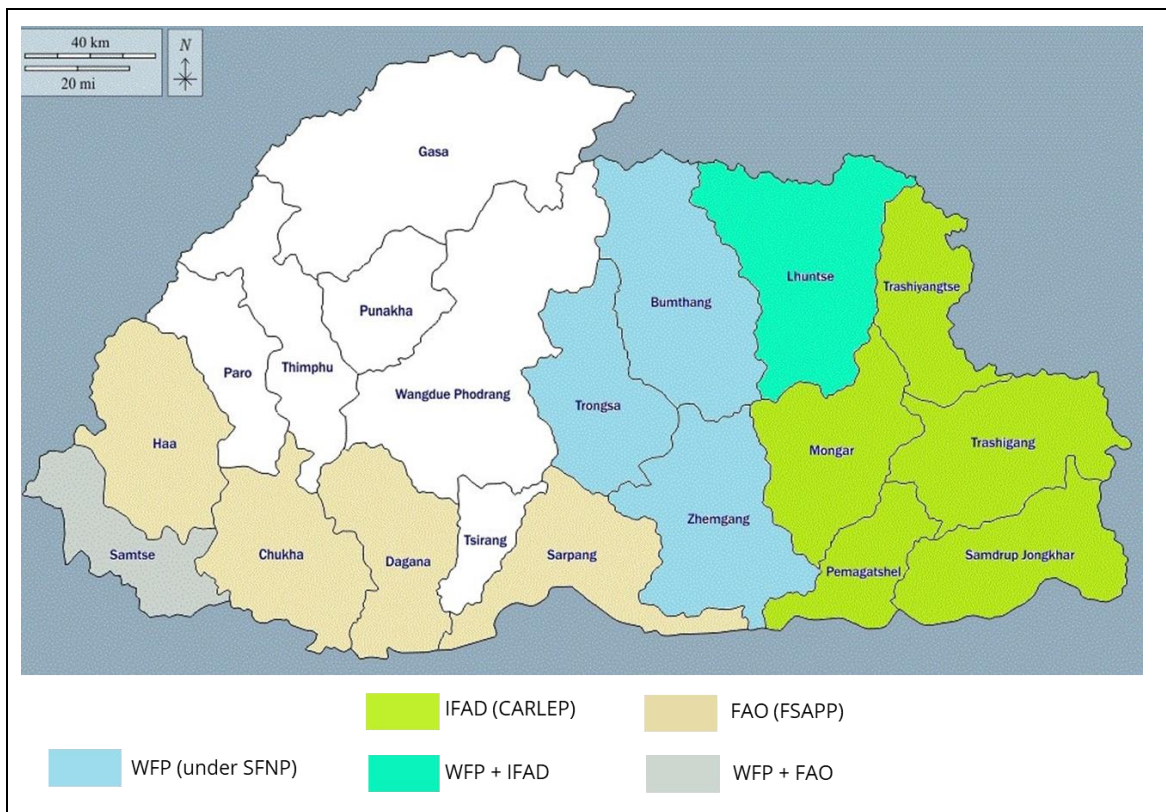 40 km
20 mi
N
Gasa
Lhuntse
Trashiyangtse
Bumthang
Punakha
Thimphu
Paro
Wangdue Phodrang
Trongsa
Haa
Mongar
Trashigang
Zhemgang
Tsirang
Samtse
Chukha
Dagana
Sarpang
Pemagatshel
Samdrup Jongkhar
IFAD (CARLEP)
FAO (FSAPP)
WFP (under SFNP)
WFP + IFAD
WFP + FAO